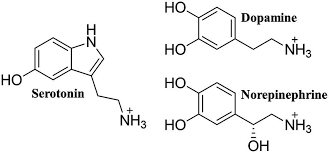 H
N
HO
Serotonin
+
NH3
HO
HO
Dopamine
+
NH3
HO
HO
Norepinephrine
+
NH3
OH